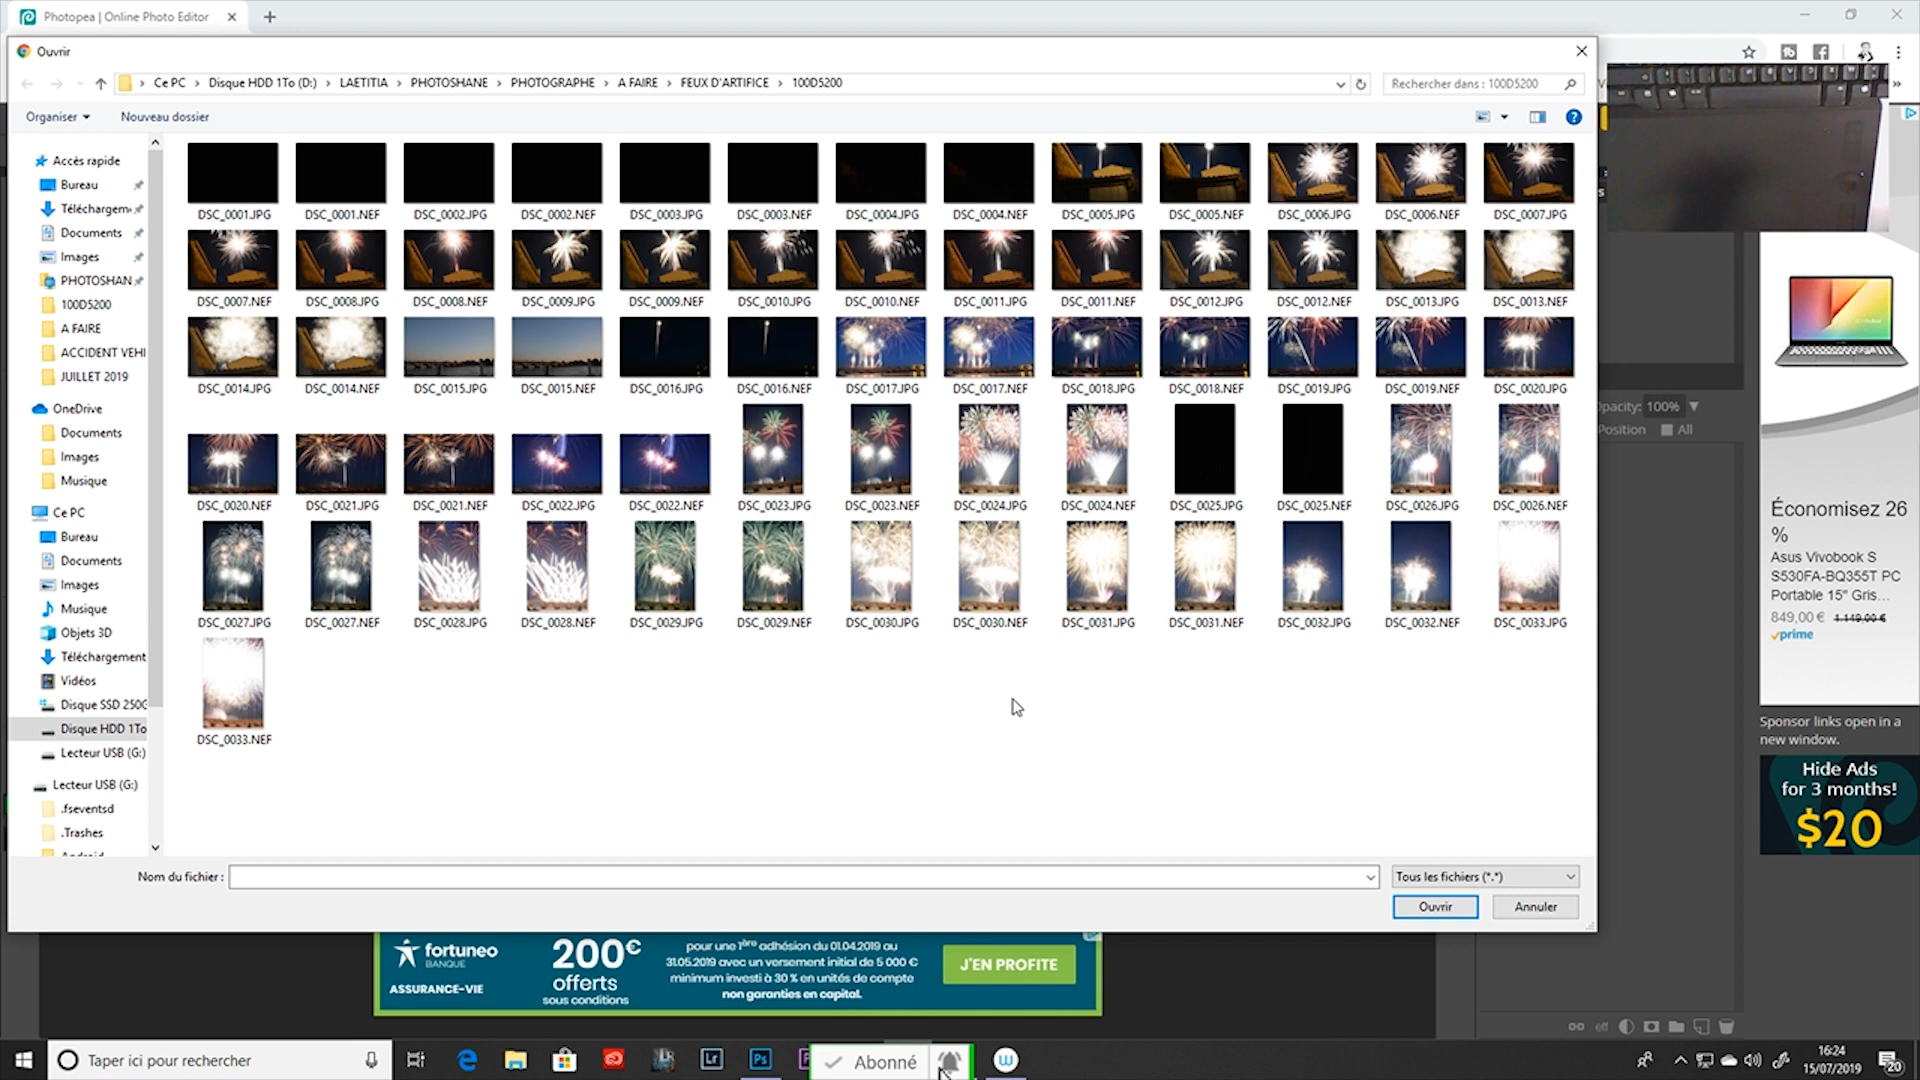 Photopea | Online Photo Editor
Ouvrir
Ce PC > Disque HDD 1To (D:) > LAETITIA > PHOTOSHANE > PHOTOGRAPHE > A FAIRE > FEUX D'ARTIFICE > 100D5200
Rechercher dans : 100D5200
Organiser
Nouveau dossier
Accès rapide
Bureau
Téléchargem
Documents
Images
PHOTOSHAN
100D5200
A FAIRE
ACCIDENT VEHI
JUILLET 2019
OneDrive
Documents
Images
Musique
Ce PC
Bureau
Documents
Images
Musique
Objets 3D
Téléchargement
Vidéos
Disque SSD 250G
Disque HDD 1To
Lecteur USB (G:)
Lecteur USB (G:)
.fseventsd
.Trashes
DSC_0001.JPG DSC_0001.NEF DSC_0002.JPG DSC_0002.NEF DSC_0003.JPG DSC_0003.NEF DSC_0004.JPG DSC_0004.NEF DSC_0005.JPG DSC_0005.NEF DSC_0006.JPG DSC_0006.NEF DSC_0007.JPG
DSC_0007.NEF DSC_0008.JPG DSC_0008.NEF DSC_0009.JPG DSC_0009.NEF DSC_0010.JPG DSC_0010.NEF DSC_0011.JPG DSC_0011.NEF DSC_0012.JPG DSC_0012.NEF DSC_0013.JPG DSC_0013.NEF
DSC_0014.JPG DSC_0014.NEF DSC_0015.JPG DSC_0015.NEF DSC_0016.JPG DSC_0016.NEF DSC_0017.JPG DSC_0017.NEF DSC_0018.JPG DSC_0018.NEF DSC_0019.JPG DSC_0019.NEF DSC_0020.JPG
DSC_0020.NEF DSC_0021.JPG DSC_0021.NEF DSC_0022.JPG DSC_0022.NEF DSC_0023.JPG DSC_0023.NEF DSC_0024.JPG DSC_0024.NEF DSC_0025.JPG DSC_0025.NEF DSC_0026.JPG DSC_0026.NEF
DSC_0027.JPG DSC_0027.NEF DSC_0028.JPG DSC_0028.NEF DSC_0029.JPG DSC_0029.NEF DSC_0030.JPG DSC_0030.NEF DSC_0031.JPG DSC_0031.NEF DSC_0032.JPG DSC_0032.NEF DSC_0033.JPG
DSC_0033.NEF
Nom du fichier :
Tous les fichiers (*.*)
Ouvrir
Annuler
Opacity: 100%
Position
All
Économisez 26
%
Asus Vivobook S
S530FA-BQ355T PC
Portable 15" Gris...
849,00 € 1.149,00 €
prime
Sponsor links open in a
new window.
Hide Ads
for 3 months!
$20
fortuneo
BANQUE
ASSURANCE-VIE
200€
offerts
sous conditions
pour une 1ère adhésion du 01.04.2019 au
31.05.2019 avec un versement initial de 5 000 €
minimum investi à 30 % en unités de compte
non garanties en capital.
J'EN PROFITE
Taper ici pour rechercher
Lr
Ps
Abonné
16:24
15/07/2019
20